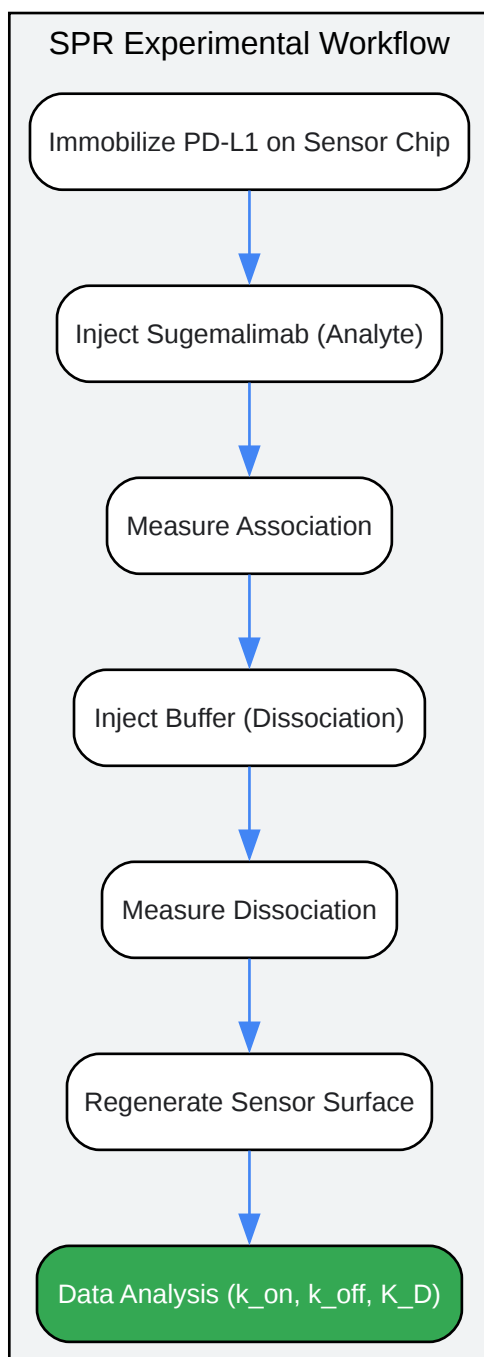 SPR Experimental Workflow
Immobilize PD-L1 on Sensor Chip
Inject Sugemalimab (Analyte)
Measure Association
Inject Buffer (Dissociation)
Measure Dissociation
Regenerate Sensor Surface
Data Analysis (k_on, k_off, K_D)